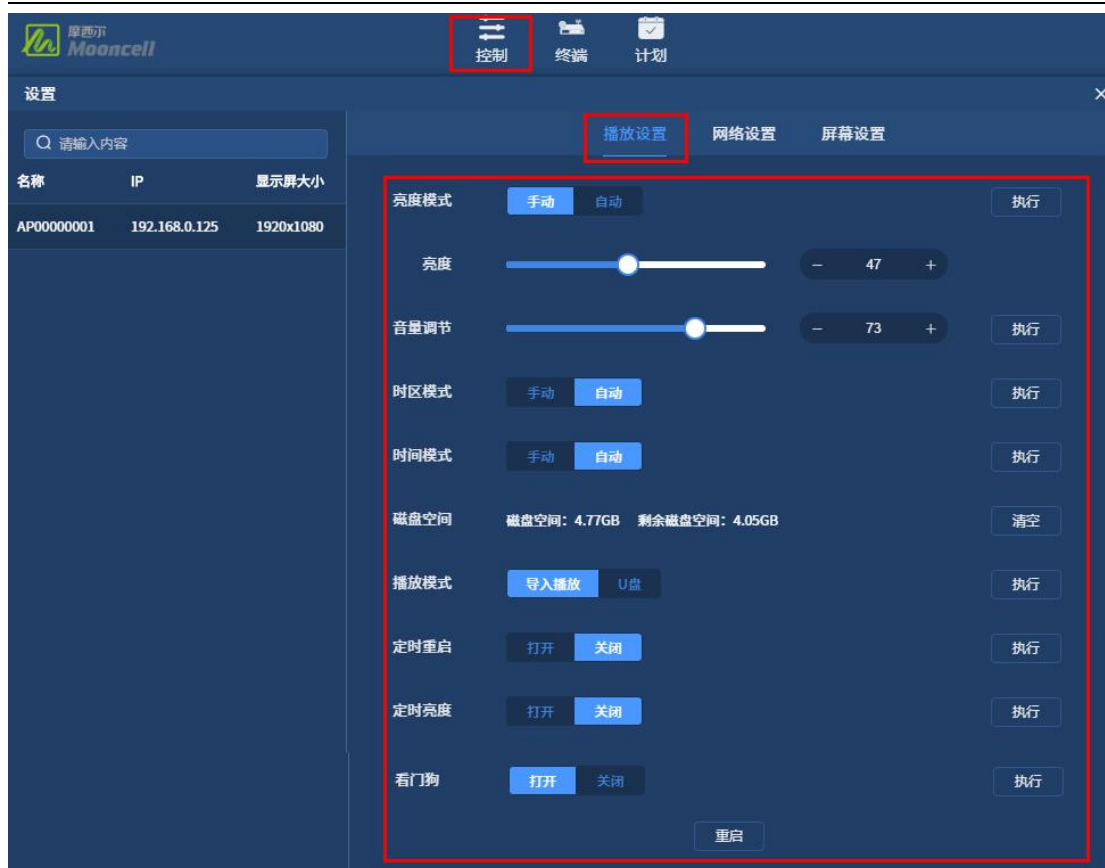 摩西尔
Mooncell
控制 终端 计划
设置 ×
请输入内容
播放设置 网络设置 屏幕设置
名称 IP 显示屏大小
AP00000001 192.168.0.125 1920x1080
亮度模式 手动 自动 执行
亮度 − 47 +
音量调节 − 73 + 执行
时区模式 手动 自动 执行
时间模式 手动 自动 执行
磁盘空间 磁盘空间：4.77GB 剩余磁盘空间：4.05GB 清空
播放模式 导入播放 U盘 执行
定时重启 打开 关闭 执行
定时亮度 打开 关闭 执行
看门狗 打开 关闭 执行
重启